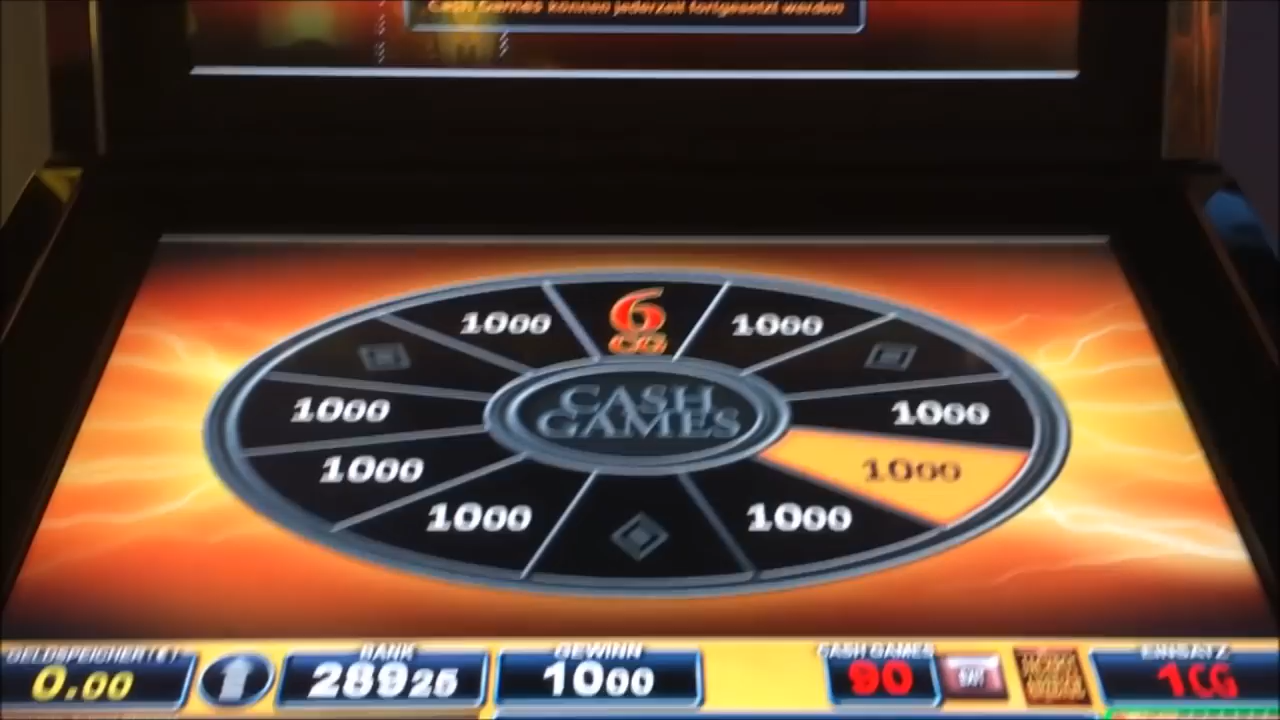 Cash Games können jederzeit fortgesetzt werden
6
CG
1000
1000
1000
1000
1000
1000
1000
1000
CASH
GAMES
GELDSPEICHER (€)
0.00
BANK
28925
GEWINN
1000
CASH GAMES
90
EINSATZ
1CG